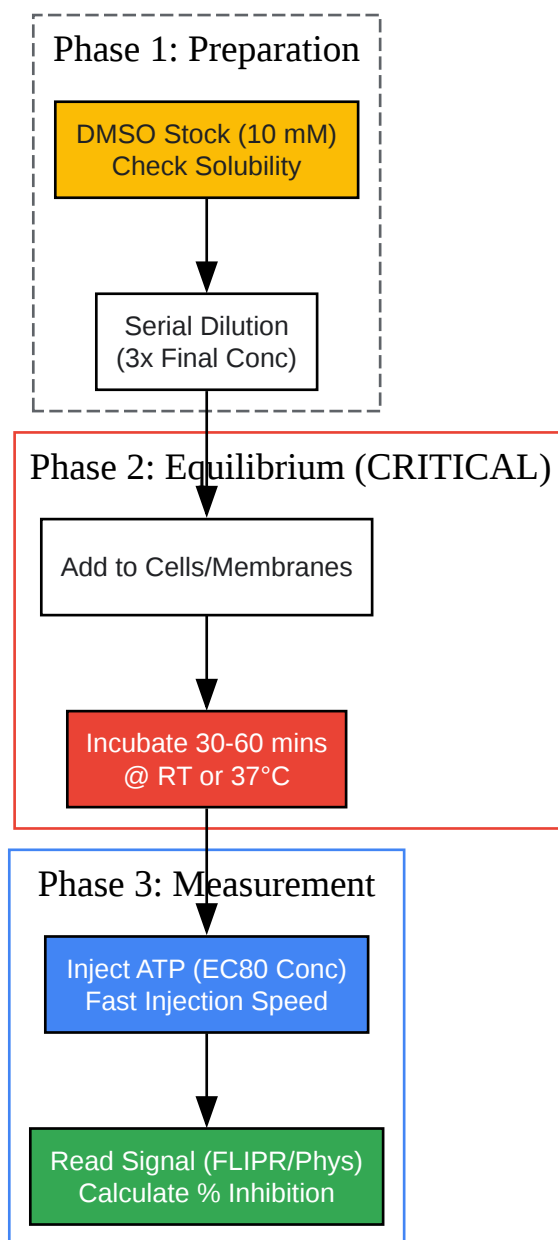 Phase 1: Preparation
DMSO Stock (10 mM)
Check Solubility
Serial Dilution
(3x Final Conc)
Phase 2: Equilibrium (CRITICAL)
Add to Cells/Membranes
Incubate 30-60 mins
@ RT or 37°C
Phase 3: Measurement
Inject ATP (EC80 Conc)
Fast Injection Speed
Read Signal (FLIPR/Phys)
Calculate % Inhibition